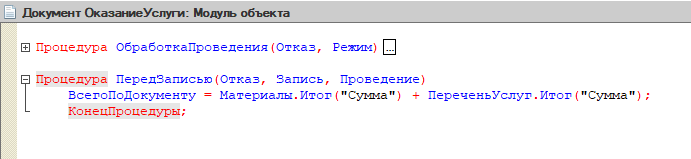 Документ ОказаниеУслуги: Модуль объекта
Процедура ОбработкаПроведения(Отказ, Режим)...
Процедура ПередЗаписью(Отказ, Запись, Проведение)
ВсегоПоДокументу = Материалы.Итог("Сумма") + ПереченьУслуг.Итог("Сумма");
КонецПроцедуры;